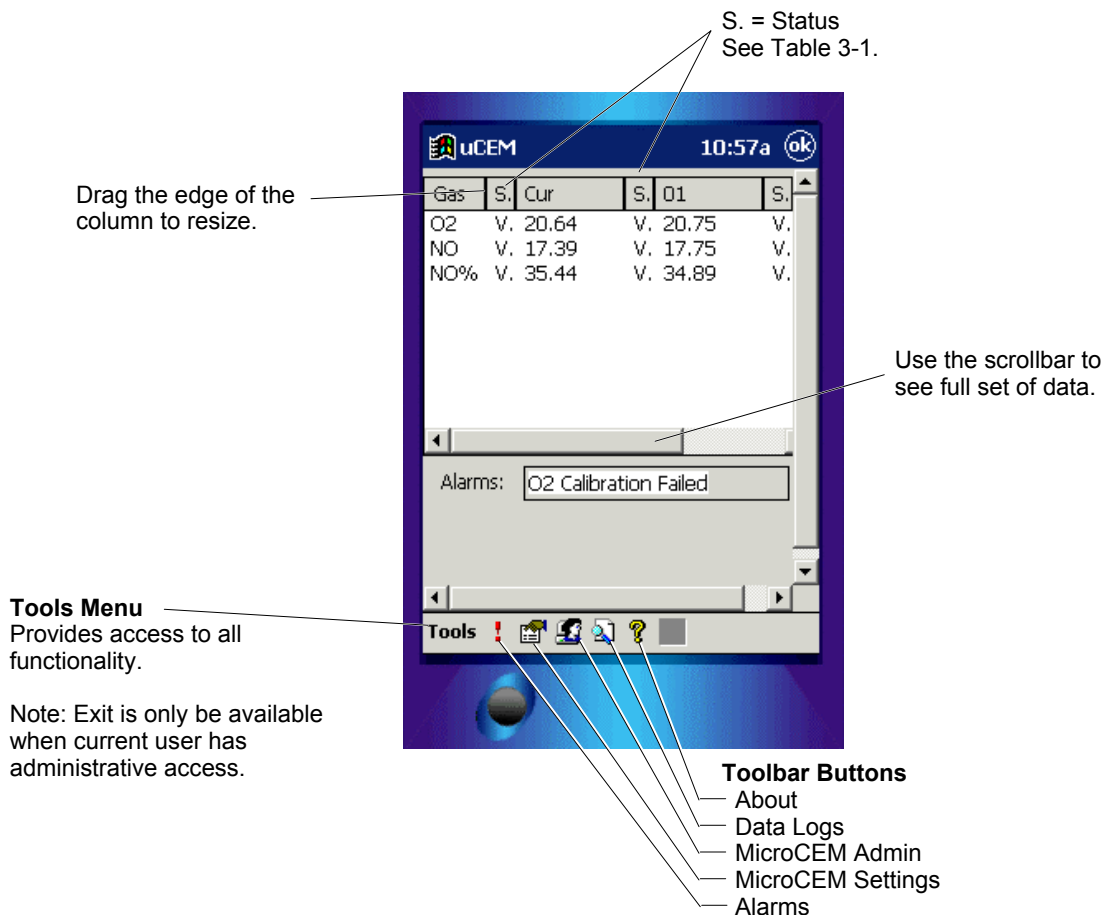 S. = Status
See Table 3-1.
uCEM 10:57a ok
Drag the edge of the
column to resize.
Gas S. Cur S. 01 S.
O2 V. 20.64 V. 20.75 V.
NO V. 17.39 V. 17.75 V.
NO% V. 35.44 V. 34.89 V.
Use the scrollbar to
see full set of data.
Alarms: O2 Calibration Failed
Tools Menu
Provides access to all
functionality.
Note: Exit is only be available
when current user has
administrative access.
Tools
Toolbar Buttons
About
Data Logs
MicroCEM Admin
MicroCEM Settings
Alarms